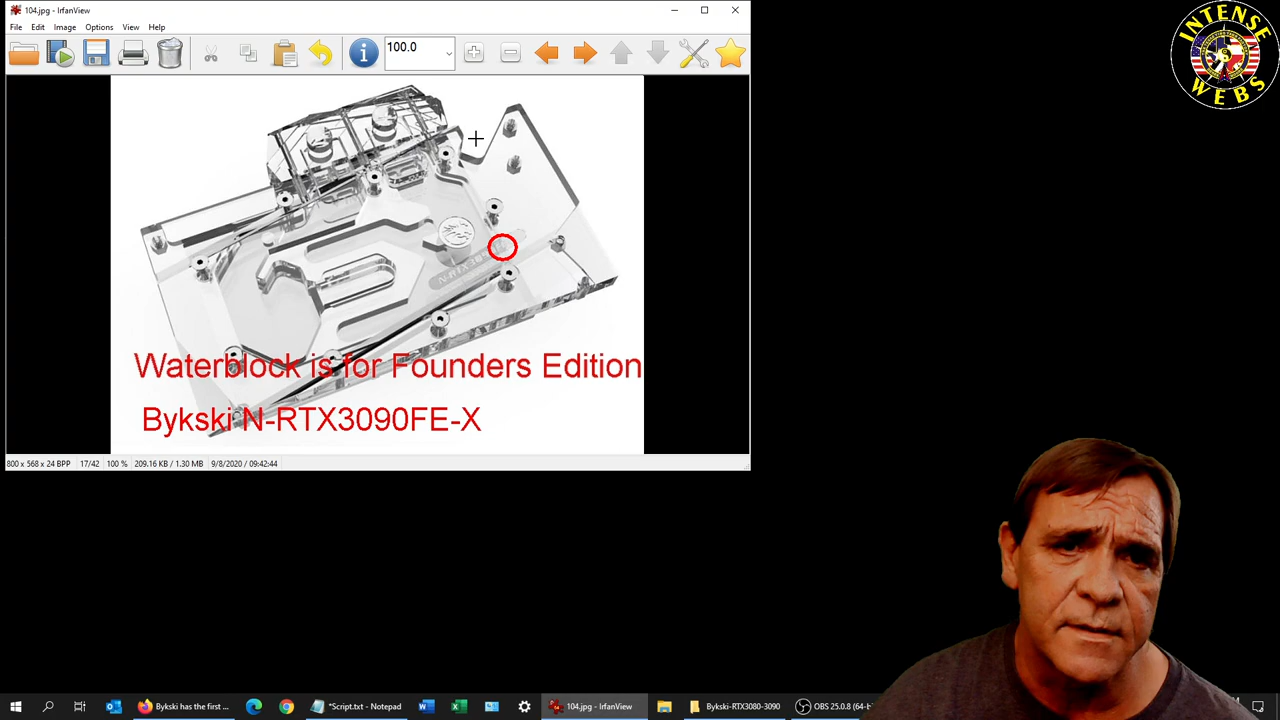 104.jpg - IrfanView
File Edit Image Options View Help
100.0
INTENSE
WEBS
BYKSKI.N
Waterblock is for Founders Edition
Bykski N-RTX3090FE-X
800 x 568 x 24 BPP 17/42 100 % 209.16 KB / 1.30 MB 9/8/2020 / 09:42:44
Bykski has the first ... *Script.txt - Notepad 104.jpg - IrfanView Bykski-RTX3080-3090 OBS 25.0.8 (64-b